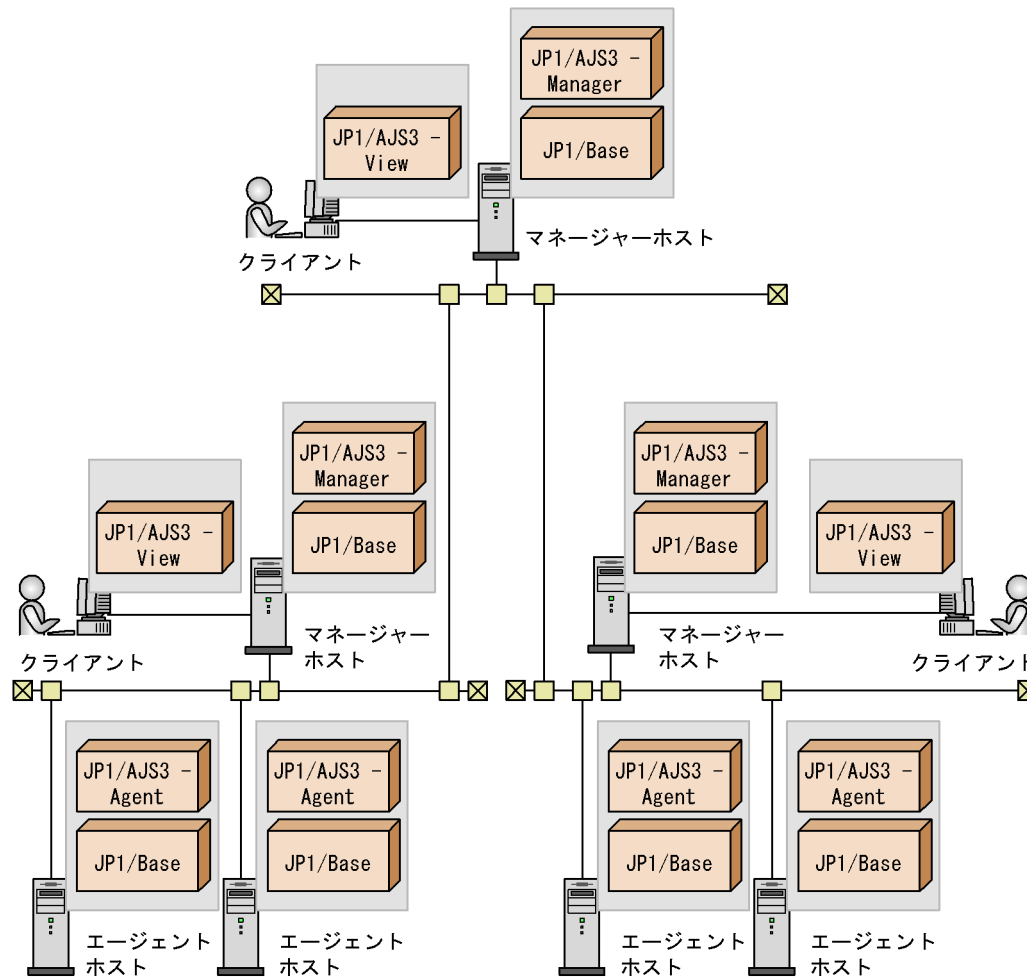 JP1/AJS3 -
Manager
JP1/AJS3 -
View
JP1/Base
マネージャーホスト
クライアント
JP1/AJS3 -
Manager
JP1/Base
JP1/AJS3 -
View
マネージャー
ホスト
クライアント
JP1/AJS3 -
Manager
JP1/Base
JP1/AJS3 -
View
マネージャー
ホスト
クライアント
JP1/AJS3 -
Agent
JP1/Base
エージェント
ホスト
JP1/AJS3 -
Agent
JP1/Base
エージェント
ホスト
JP1/AJS3 -
Agent
JP1/Base
エージェント
ホスト
JP1/AJS3 -
Agent
JP1/Base
エージェント
ホスト